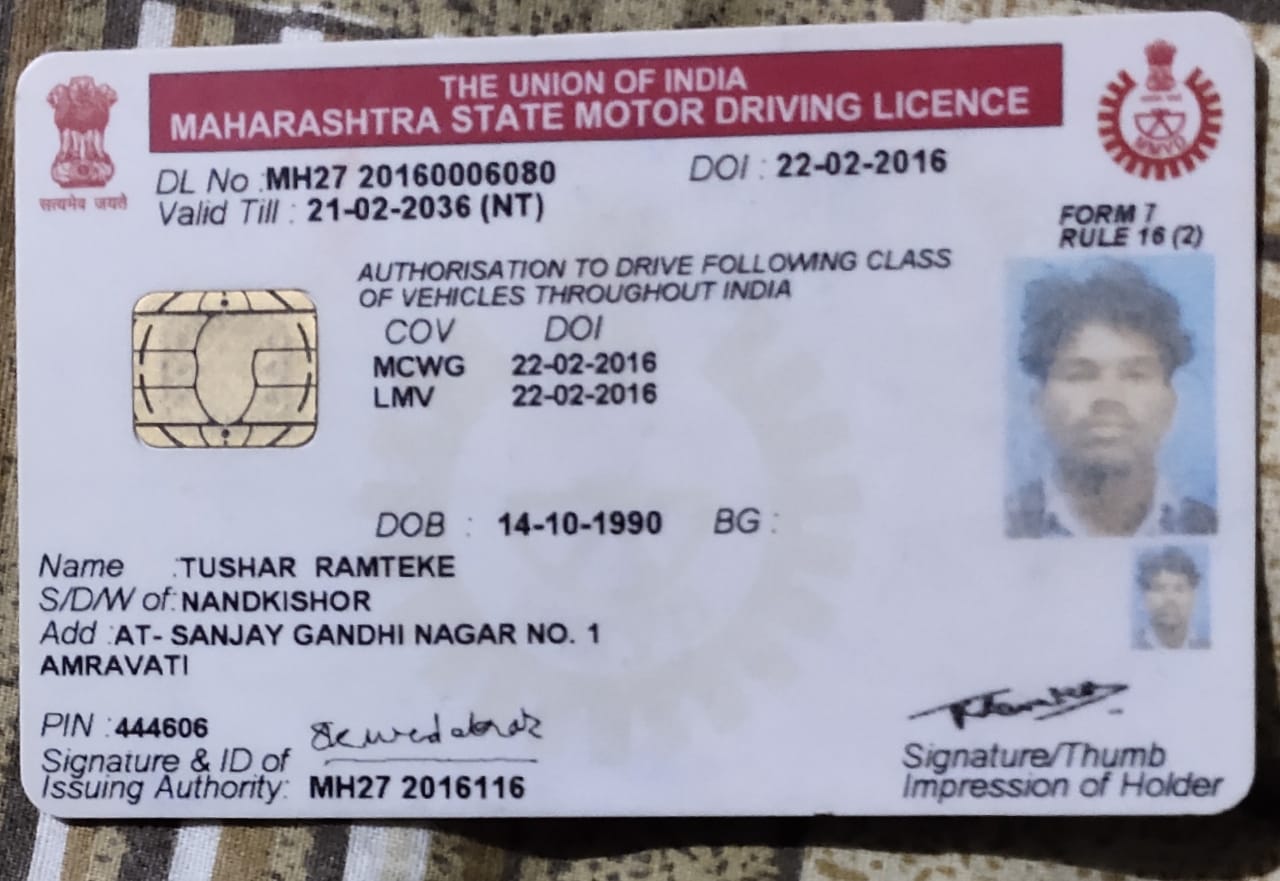 THE UNION OF INDIA
MAHARASHTRA STATE MOTOR DRIVING LICENCE
सत्यमेव जयते
DL No : MH27 20160006080 DOI : 22-02-2016
Valid Till : 21-02-2036 (NT)
FORM 7
RULE 16 (2)
AUTHORISATION TO DRIVE FOLLOWING CLASS
OF VEHICLES THROUGHOUT INDIA
COV DOI
MCWG 22-02-2016
LMV 22-02-2016
DOB : 14-10-1990 BG :
Name : TUSHAR RAMTEKE
S/D/W of: NANDKISHOR
Add : AT- SANJAY GANDHI NAGAR NO. 1
AMRAVATI
PIN : 444606
Signature & ID of
Issuing Authority: MH27 2016116
Signature/Thumb
Impression of Holder